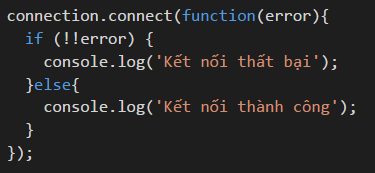 connection.connect(function(error){
  if (!!error) {
    console.log('Kết nối thất bại');
  }else{
    console.log('Kết nối thành công');
  }
});